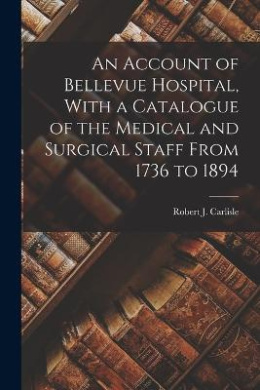 An Account of
Bellevue Hospital,
With a Catalogue
of the Medical and
Surgical Staff From
1736 to 1894
Robert J. Carlisle